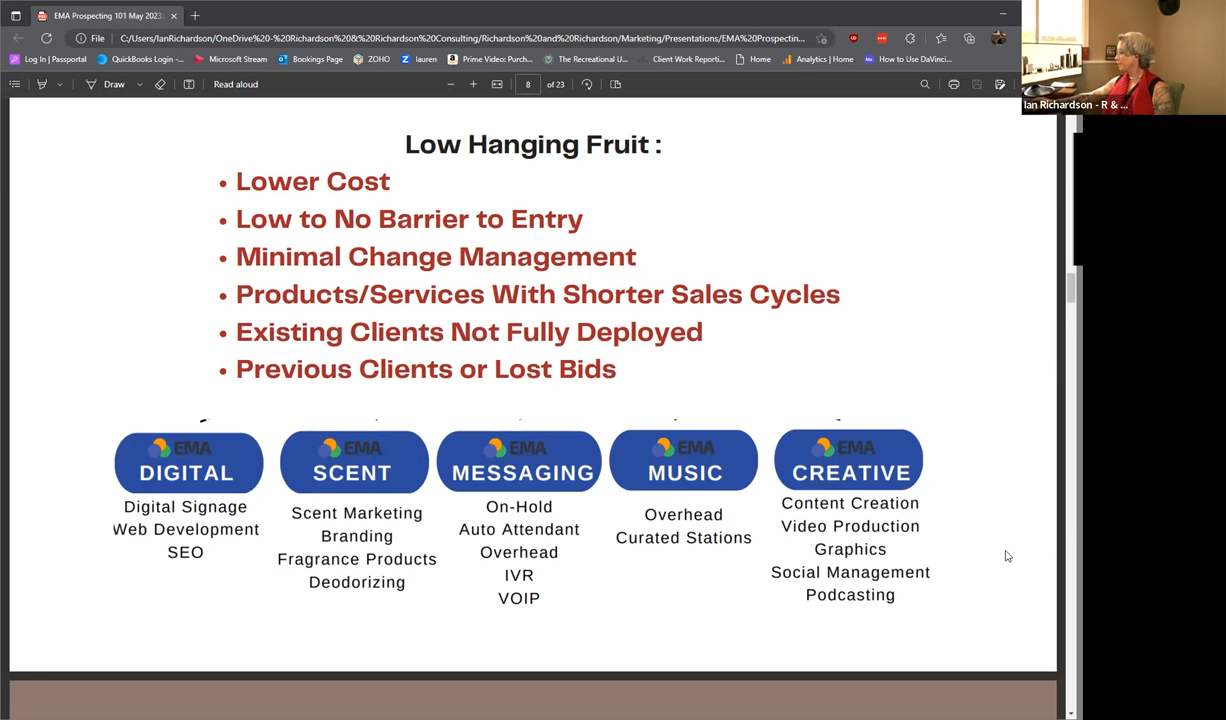 EMA Prospecting 101 May 2023.
File
C:/Users/IanRichardson/OneDrive%20-%20Richardson%20&%20Richardson%20Consulting/Richardson%20and%20Richardson/Marketing/Presentations/EMA%20Prospectin...
Log In | Passportal
QuickBooks Login -...
Microsoft Stream
Bookings Page
ZOHO
lauren
Prime Video: Purch...
The Recreational U...
Client Work Reporti...
Home
Analytics | Home
How to Use DaVinci...
Draw
Read aloud
8 of 23
Ian Richardson - R & ...
Low Hanging Fruit :
• Lower Cost
• Low to No Barrier to Entry
• Minimal Change Management
• Products/Services With Shorter Sales Cycles
• Existing Clients Not Fully Deployed
• Previous Clients or Lost Bids
EMA
DIGITAL
Digital Signage
Web Development
SEO
EMA
SCENT
Scent Marketing
Branding
Fragrance Products
Deodorizing
EMA
MESSAGING
On-Hold
Auto Attendant
Overhead
IVR
VOIP
EMA
MUSIC
Overhead
Curated Stations
EMA
CREATIVE
Content Creation
Video Production
Graphics
Social Management
Podcasting